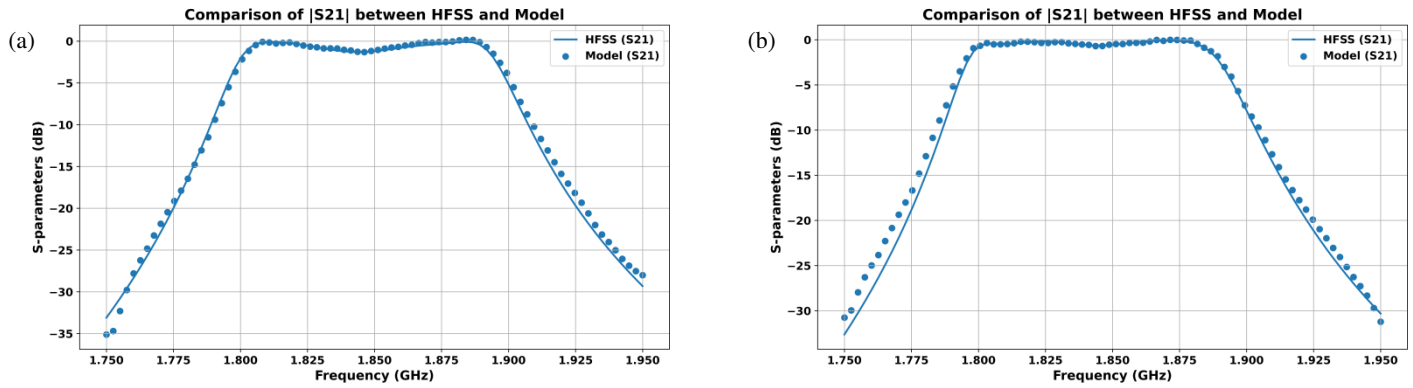 (a)
Comparison of |S21| between HFSS and Model
HFSS (S21)
Model (S21)
0
−5
−10
−15
−20
−25
−30
−35
S-parameters (dB)
1.750 1.775 1.800 1.825 1.850 1.875 1.900 1.925 1.950
Frequency (GHz)
(b)
Comparison of |S21| between HFSS and Model
HFSS (S21)
Model (S21)
0
−5
−10
−15
−20
−25
−30
S-parameters (dB)
1.750 1.775 1.800 1.825 1.850 1.875 1.900 1.925 1.950
Frequency (GHz)